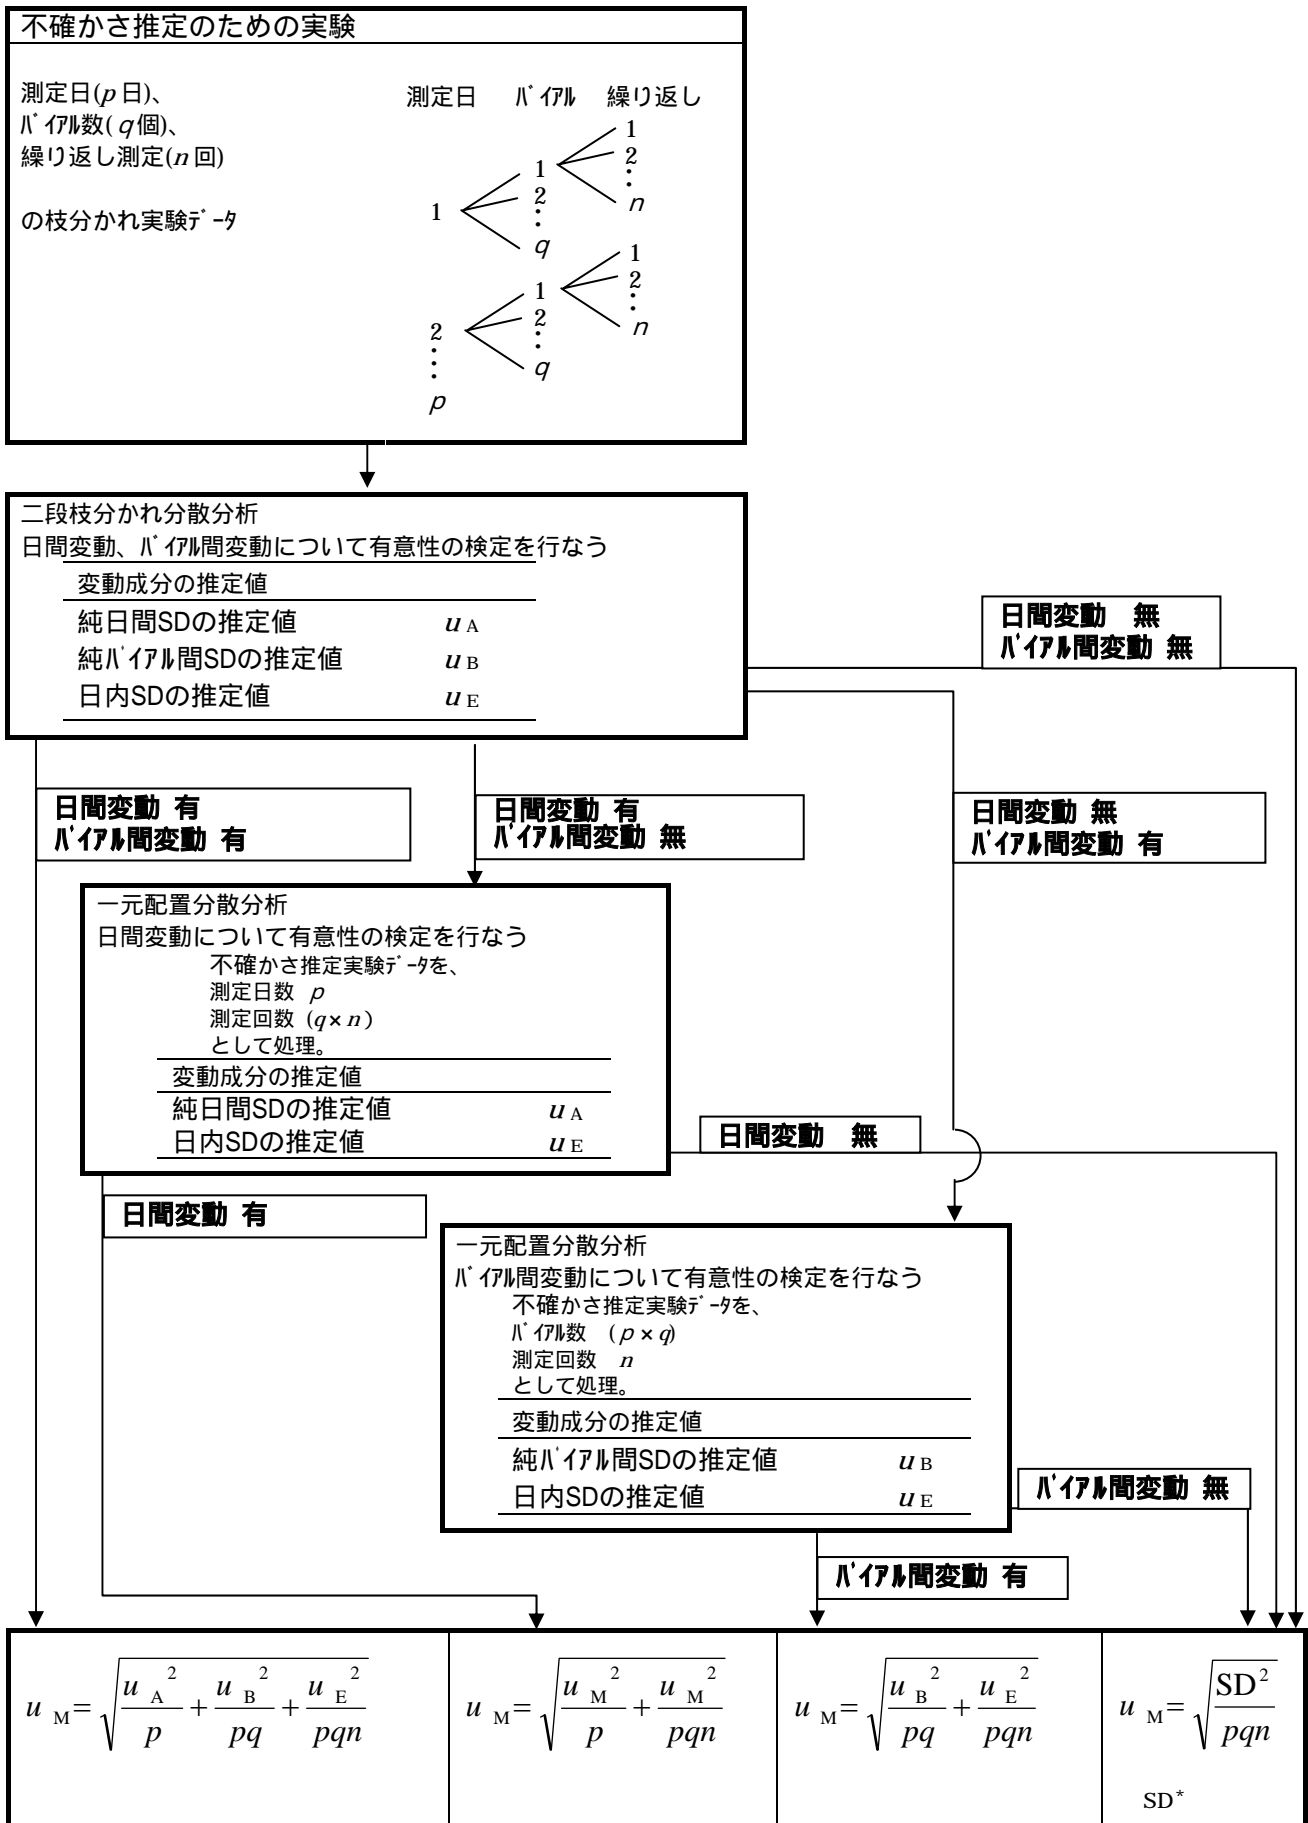 不確かさ推定のための実験
測定日(p日)、
ﾊﾞｲｱﾙ数(q個)、
繰り返し測定(n回)
の枝分かれ実験ﾃﾞｰﾀ
測定日 ﾊﾞｲｱﾙ 繰り返し
1
2
⋮
n
1
2
⋮
q
1
1
2
⋮
n
1
2
⋮
q
2
⋮
p
二段枝分かれ分散分析
日間変動、ﾊﾞｲｱﾙ間変動について有意性の検定を行なう
変動成分の推定値
純日間SDの推定値 u A
純ﾊﾞｲｱﾙ間SDの推定値 u B
日内SDの推定値 u E
日間変動 無
ﾊﾞｲｱﾙ間変動 無
日間変動 有
ﾊﾞｲｱﾙ間変動 有
日間変動 有
ﾊﾞｲｱﾙ間変動 無
日間変動 無
ﾊﾞｲｱﾙ間変動 有
一元配置分散分析
日間変動について有意性の検定を行なう
不確かさ推定実験ﾃﾞｰﾀを、
測定日数 p
測定回数 (q×n)
として処理。
変動成分の推定値
純日間SDの推定値 u A
日内SDの推定値 u E
日間変動 無
日間変動 有
一元配置分散分析
ﾊﾞｲｱﾙ間変動について有意性の検定を行なう
不確かさ推定実験ﾃﾞｰﾀを、
ﾊﾞｲｱﾙ数 (p×q)
測定回数 n
として処理。
変動成分の推定値
純ﾊﾞｲｱﾙ間SDの推定値 u B
日内SDの推定値 u E
ﾊﾞｲｱﾙ間変動 無
ﾊﾞｲｱﾙ間変動 有
u M = √(u A ²/p + u B ²/pq + u E ²/pqn)
u M = √(u M ²/p + u M ²/pqn)
u M = √(u B ²/pq + u E ²/pqn)
u M = √(SD²/pqn)
SD*